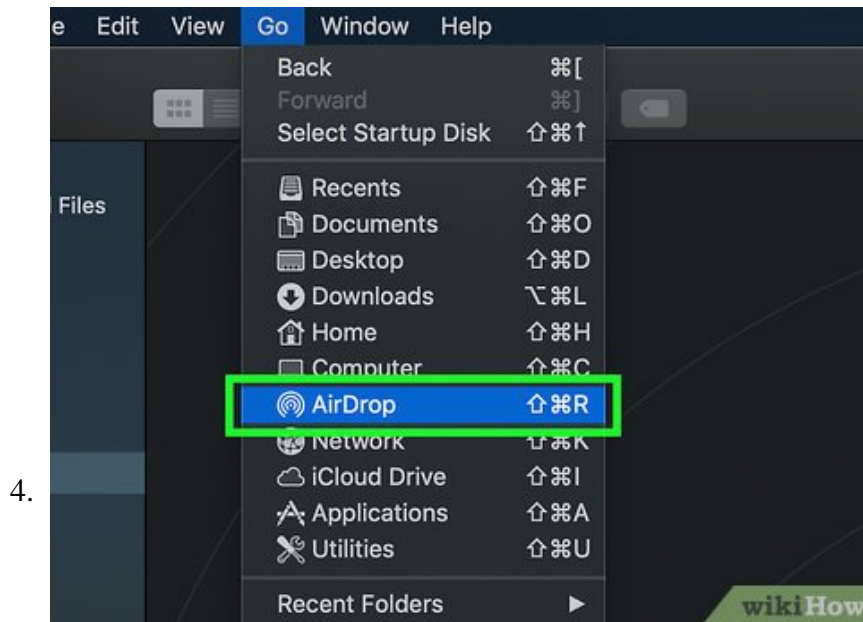 e Edit View Go Window Help
Back ⌘[
Forward ⌘]
Select Startup Disk ⇧⌘↑
Files
Recents ⇧⌘F
Documents ⇧⌘O
Desktop ⇧⌘D
Downloads ⌥⌘L
Home ⇧⌘H
Computer ⇧⌘C
AirDrop ⇧⌘R
Network ⇧⌘K
4.
iCloud Drive ⇧⌘I
Applications ⇧⌘A
Utilities ⇧⌘U
Recent Folders ▶
wikiHow